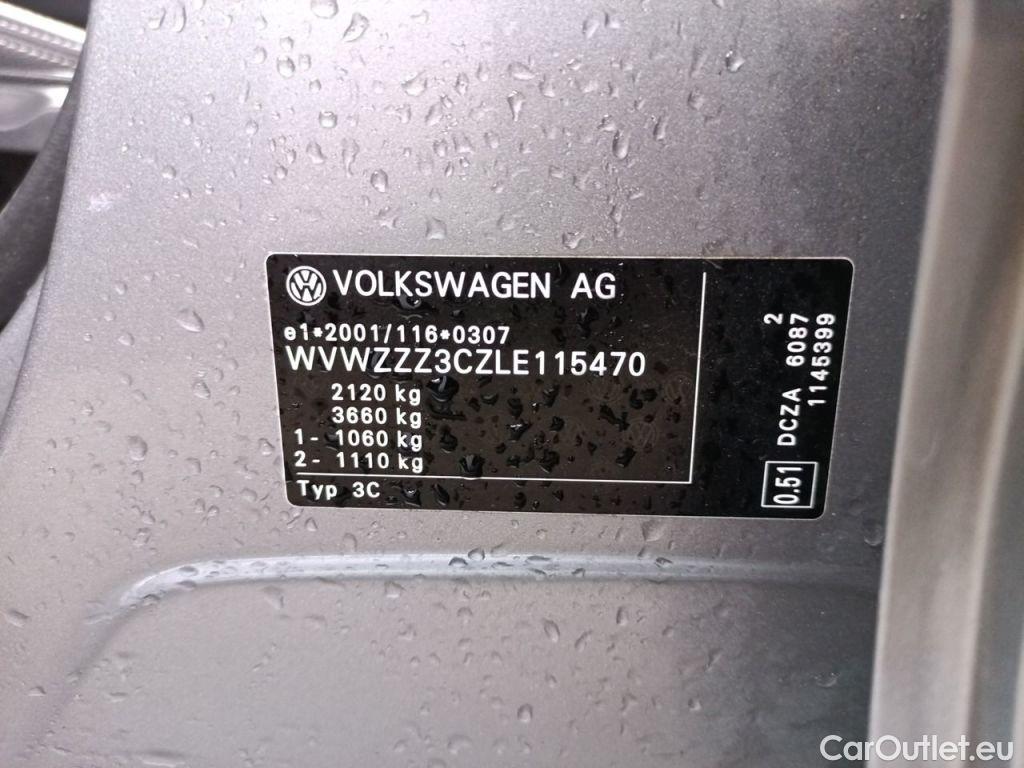 VOLKSWAGEN AG
e1*2001/116*0307
WVWZZZ3CZLE115470
2120 kg
3660 kg
1- 1060 kg
2- 1110 kg
Typ 3C
0.51 DCZA 6087 2
1145399
CarOutlet.eu